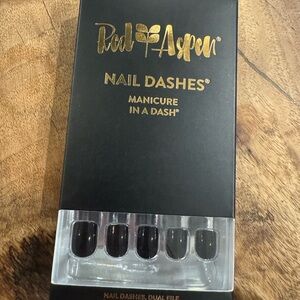 Red Aspen®
NAIL DASHES®
MANICURE
IN A DASH®
NAIL DASHES, DUAL FILE